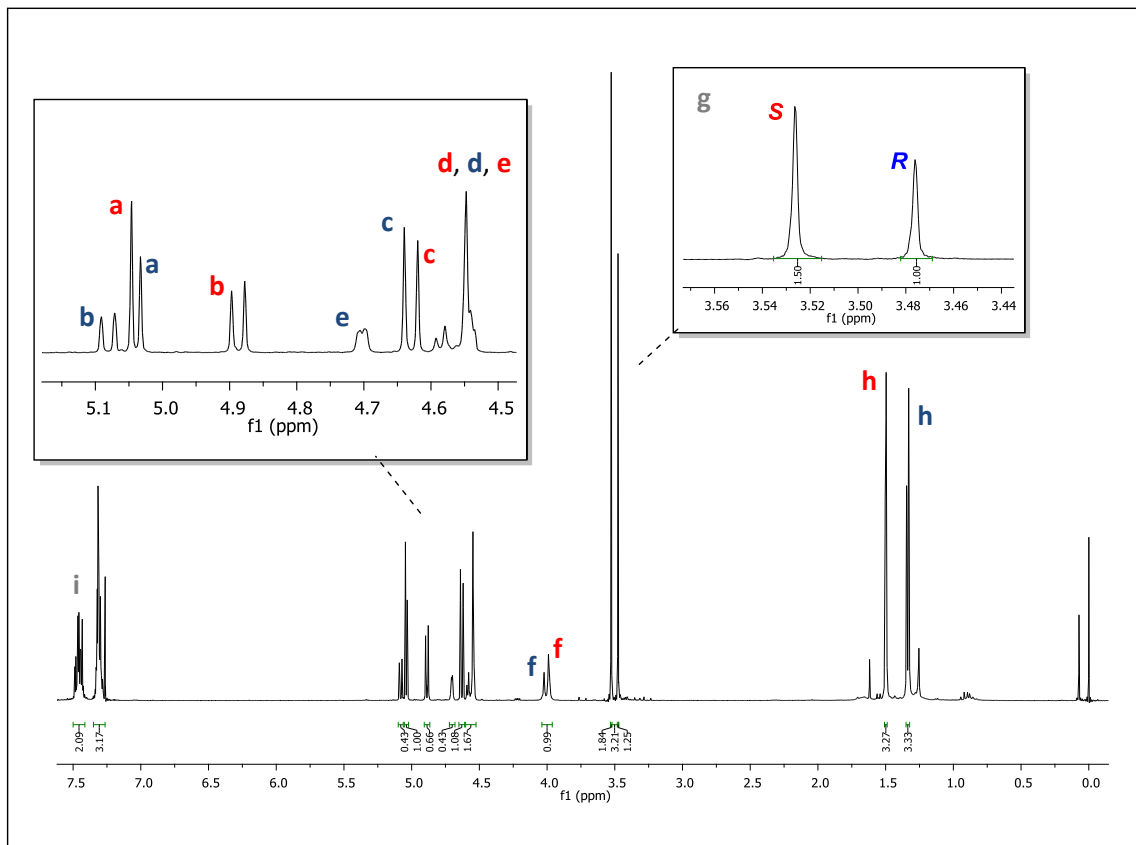 g
S
R
1.50
1.00
3.56 3.54 3.52 3.50 3.48 3.46 3.44
f1 (ppm)
d, d, e
a
a
b
b
c
c
e
5.1 5.0 4.9 4.8 4.7 4.6 4.5
f1 (ppm)
h
h
i
f
f
2.09
3.17
0.43
1.00
0.66
0.43
1.08
1.67
0.99
1.84
3.21
1.25
3.27
3.33
7.5 7.0 6.5 6.0 5.5 5.0 4.5 4.0 3.5 3.0 2.5 2.0 1.5 1.0 0.5 0.0
f1 (ppm)